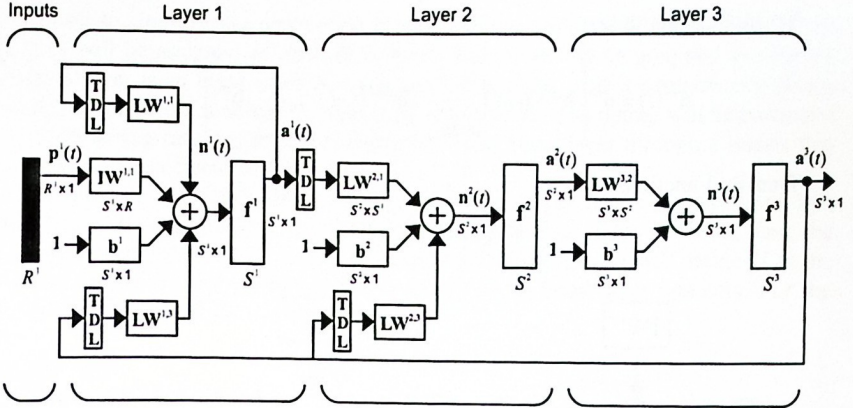 Inputs
Layer 1
Layer 2
Layer 3
T D L
LW¹,¹
n¹(t)
a¹(t)
p¹(t)
R¹x1
IW¹,¹
S¹xR
1
b¹
S¹x1
S¹x1
f¹
S¹x1
S¹
R¹
T D L
LW¹,³
T D L
LW²,¹
S²xS¹
1
b²
S²x1
n²(t)
S²x1
f²
S²
a²(t)
S²x1
T D L
LW²,³
LW³,²
S³xS²
1
b³
S³x1
n³(t)
S³x1
f³
S³
a³(t)
S³x1